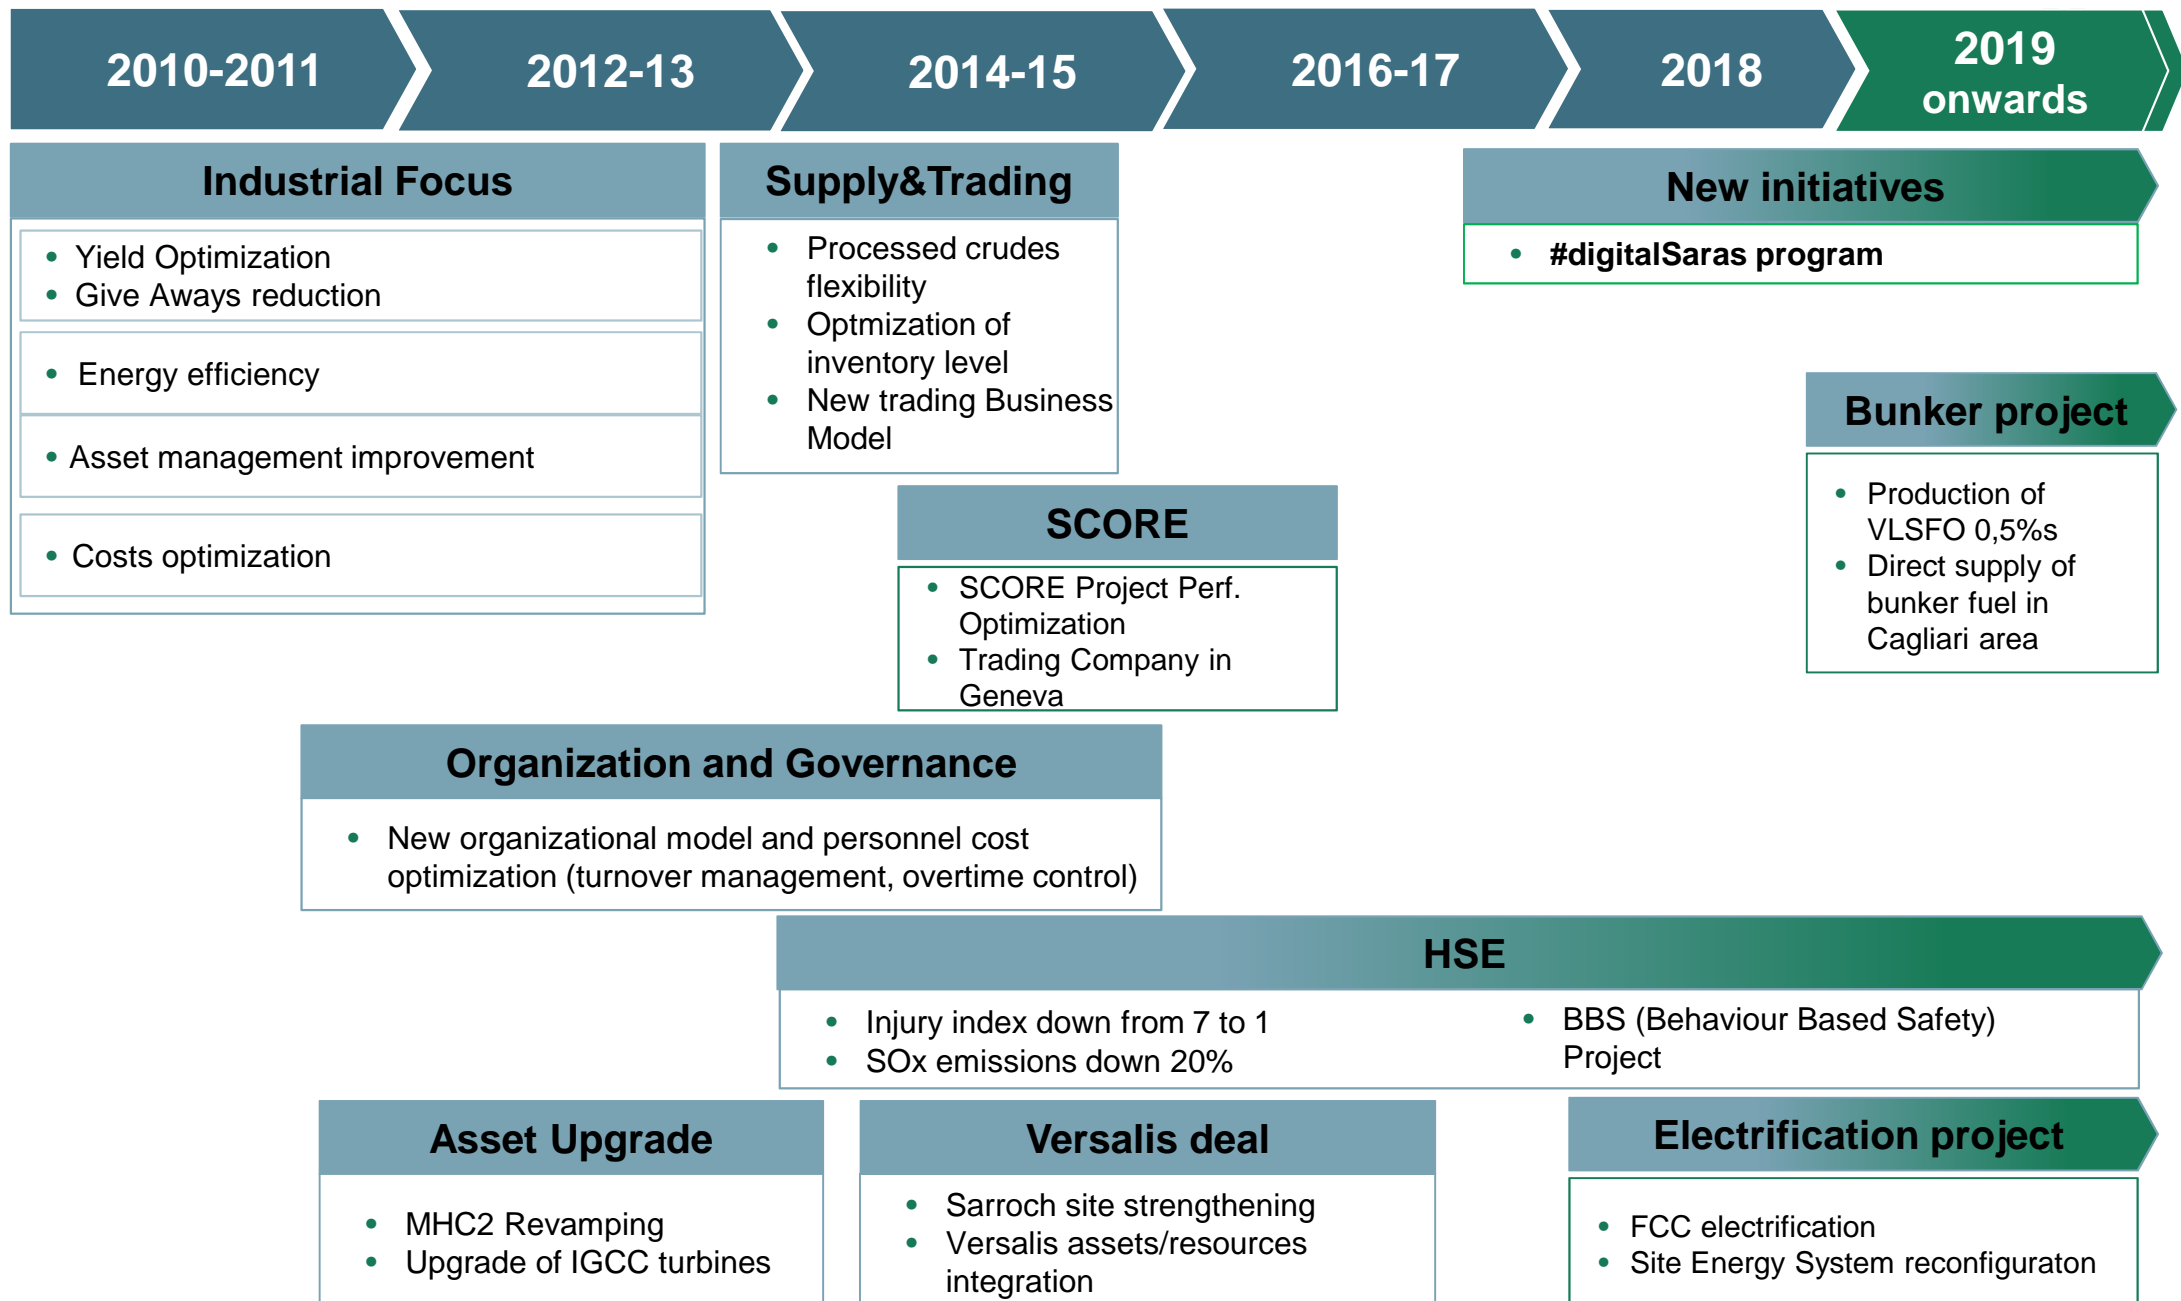 2010-2011
2012-13
2014-15
2016-17
2018
2019
onwards
Industrial Focus
• Yield Optimization
• Give Aways reduction
• Energy efficiency
• Asset management improvement
• Costs optimization
Supply&Trading
• Processed crudes
flexibility
• Optmization of
inventory level
• New trading Business
Model
New initiatives
• #digitalSaras program
Bunker project
• Production of
VLSFO 0,5%s
• Direct supply of
bunker fuel in
Cagliari area
SCORE
• SCORE Project Perf.
Optimization
• Trading Company in
Geneva
Organization and Governance
• New organizational model and personnel cost
optimization (turnover management, overtime control)
HSE
• Injury index down from 7 to 1
• SOx emissions down 20%
• BBS (Behaviour Based Safety)
Project
Asset Upgrade
• MHC2 Revamping
• Upgrade of IGCC turbines
Versalis deal
• Sarroch site strengthening
• Versalis assets/resources
integration
Electrification project
• FCC electrification
• Site Energy System reconfiguraton